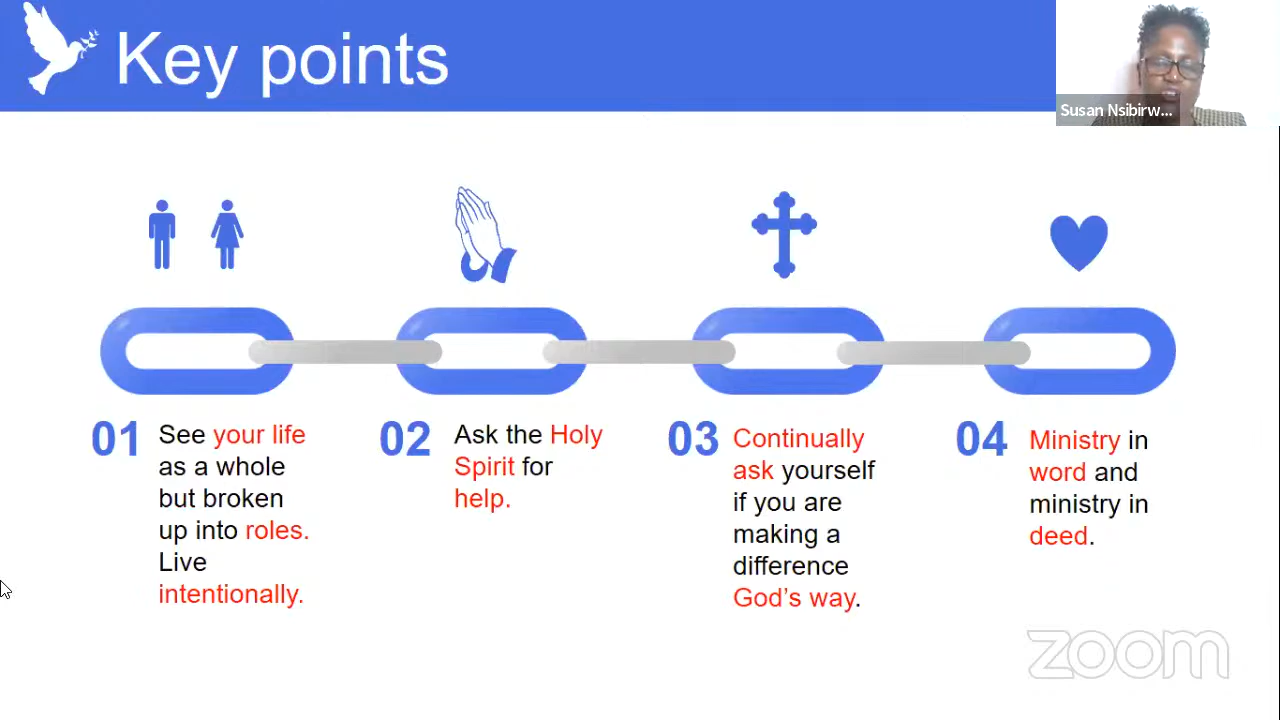 Key points
Susan Nsibirw...
01
See your life
as a whole
but broken
up into roles.
Live
intentionally.
02
Ask the Holy
Spirit for
help.
03
Continually
ask yourself
if you are
making a
difference
God's way.
04
Ministry in
word and
ministry in
deed.
zoom